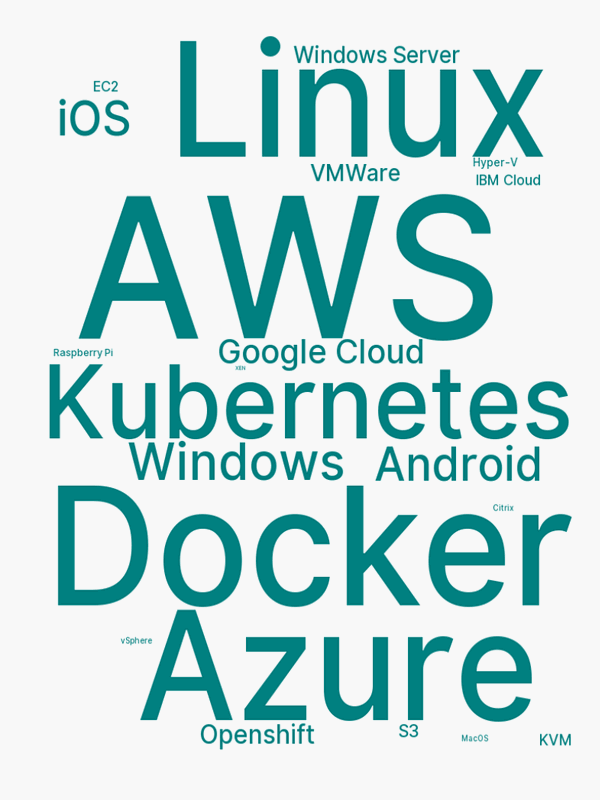 Windows Server
Linux
EC2
iOS
Hyper-V
VMWare
IBM Cloud
AWS
Google Cloud
Raspberry Pi
XEN
Kubernetes
Windows
Android
Docker
Citrix
Azure
vSphere
Openshift
S3
MacOS
KVM